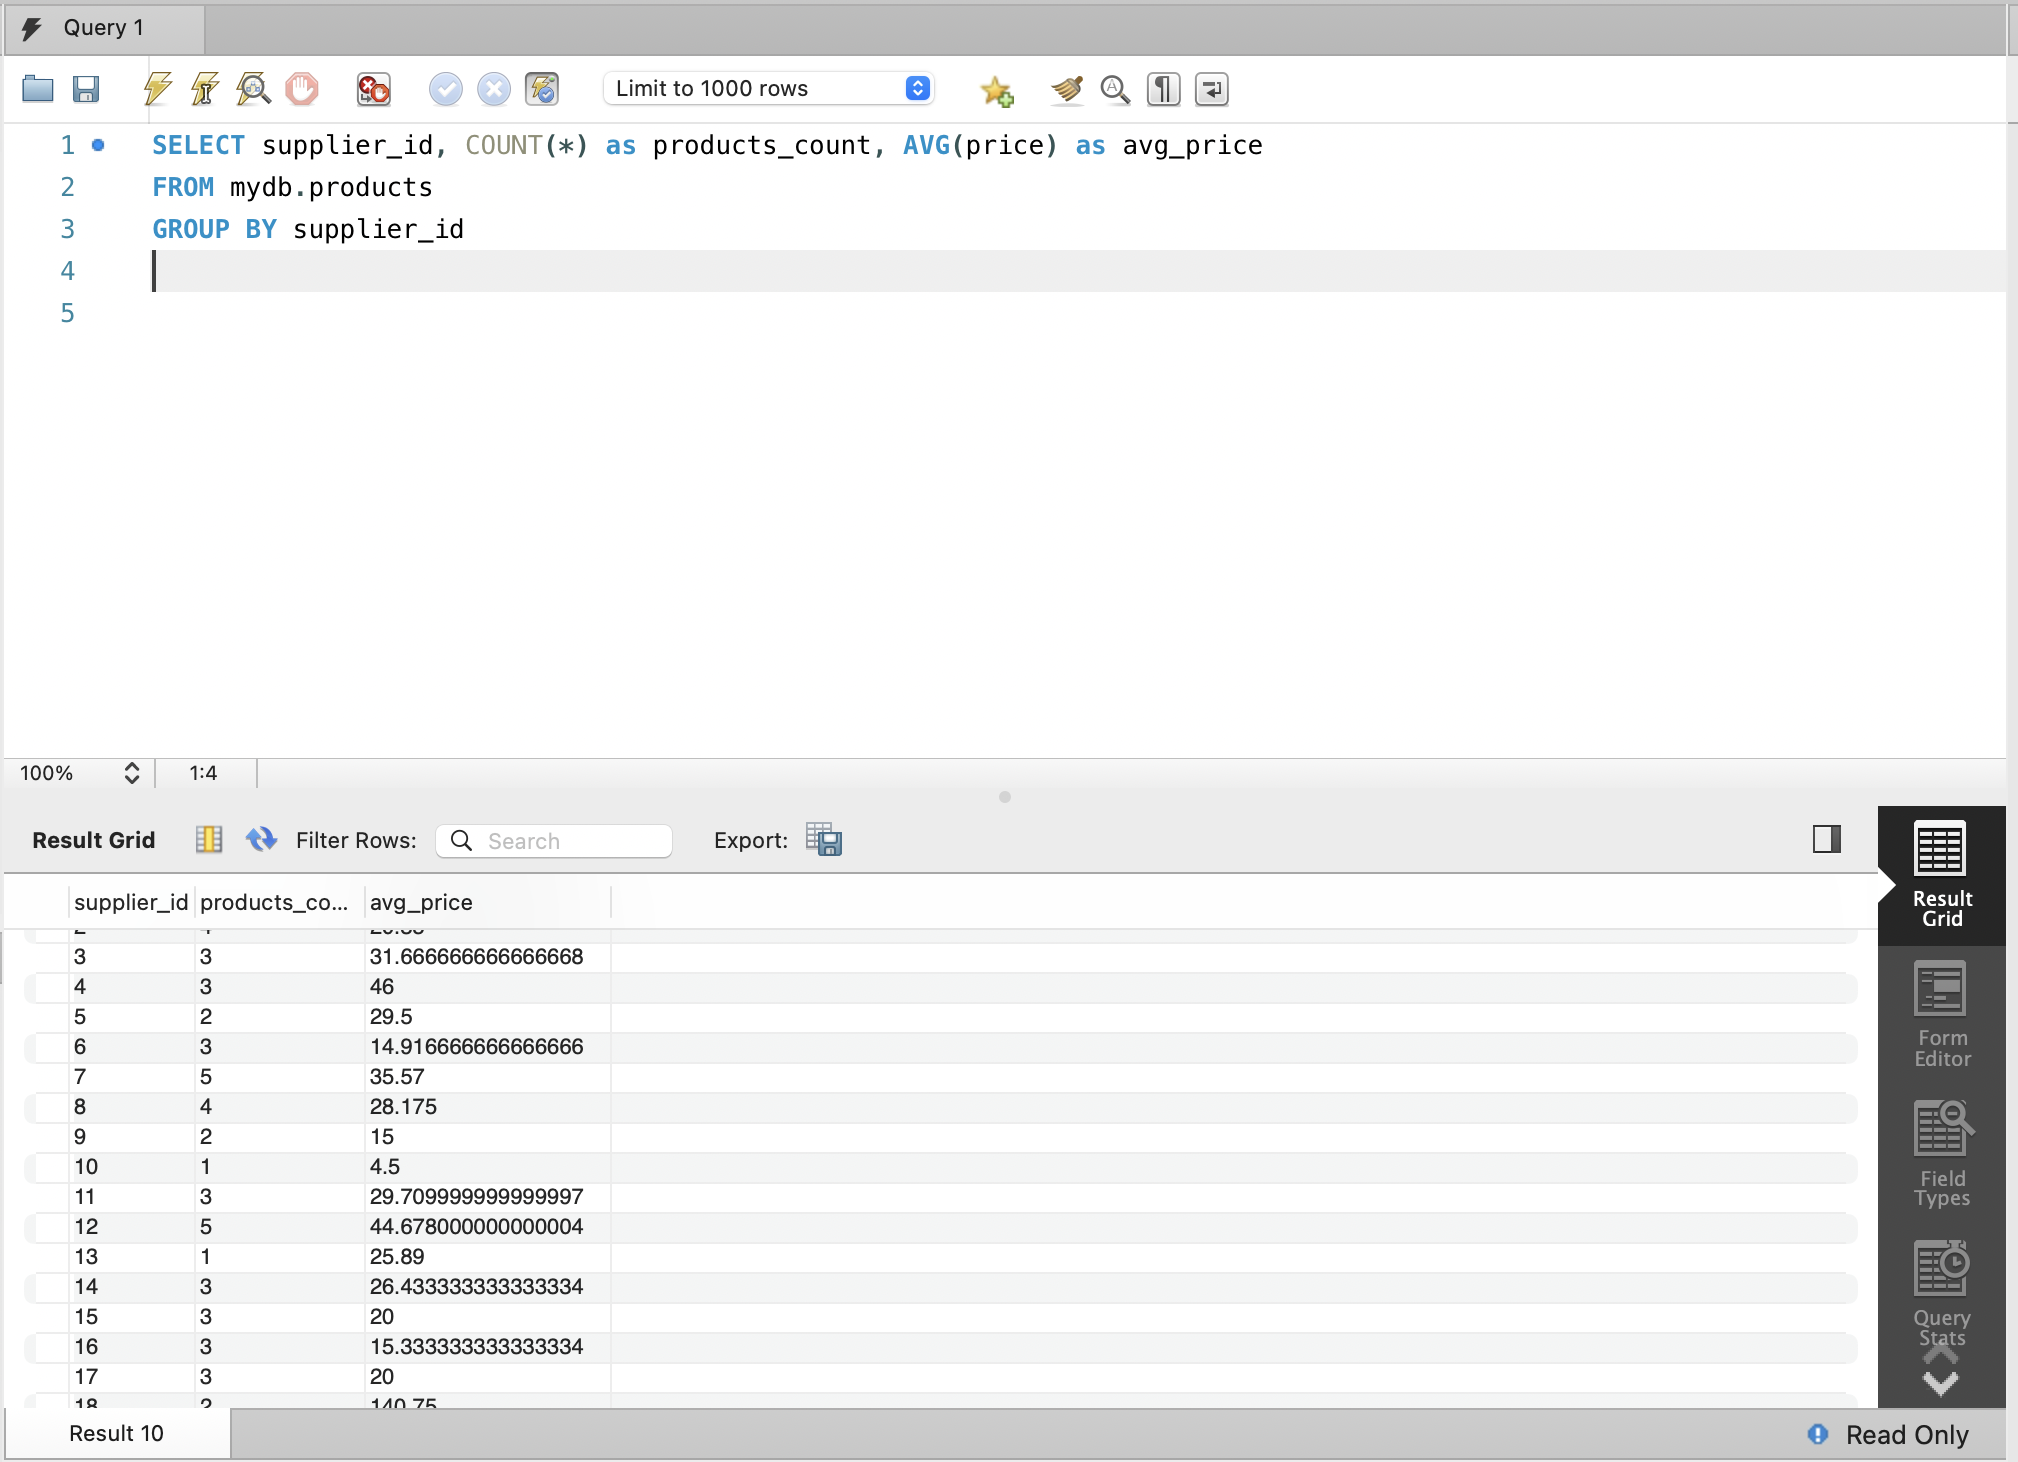 Query 1
Limit to 1000 rows
1 SELECT supplier_id, COUNT(*) as products_count, AVG(price) as avg_price
2 FROM mydb.products
3 GROUP BY supplier_id
4
5
100% 1:4
Result Grid Filter Rows: Search Export:
supplier_id products_co... avg_price
3 3 31.666666666666668
4 3 46
5 2 29.5
6 3 14.916666666666666
7 5 35.57
8 4 28.175
9 2 15
10 1 4.5
11 3 29.709999999999997
12 5 44.678000000000004
13 1 25.89
14 3 26.433333333333334
15 3 20
16 3 15.333333333333334
17 3 20
18 2 140.75
Result
Grid
Form
Editor
Field
Types
Query
Stats
Result 10
Read Only